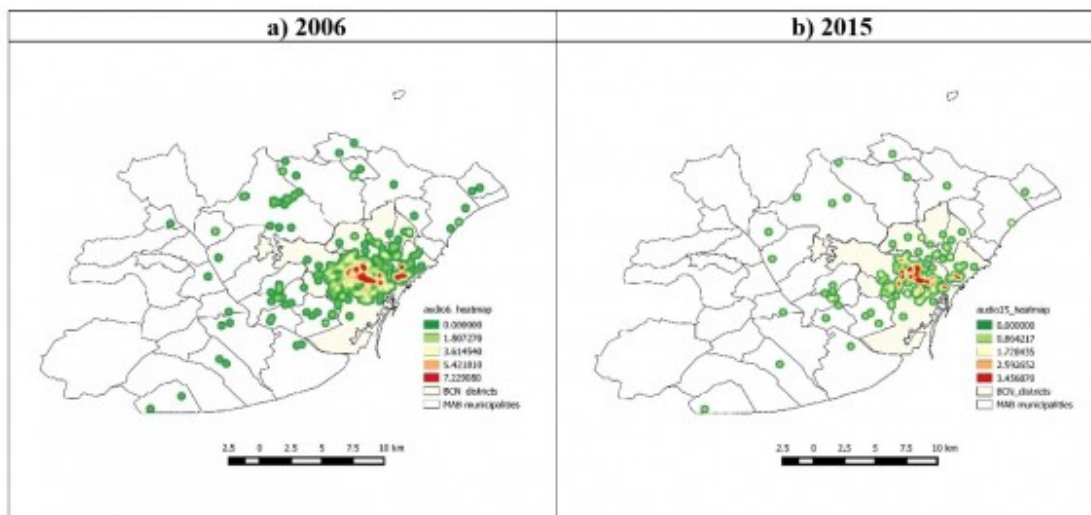 a) 2006
b) 2015
audio6_heatmap
0.000000
1.807270
3.614540
5.421810
7.229080
BCN_districts
MAB municipalities
2.5 0 2.5 5 7.5 10 km
audio15_heatmap
0.000000
0.864217
1.728435
2.592652
3.456870
BCN_districts
MAB municipalities
2.5 0 2.5 5 7.5 10 km